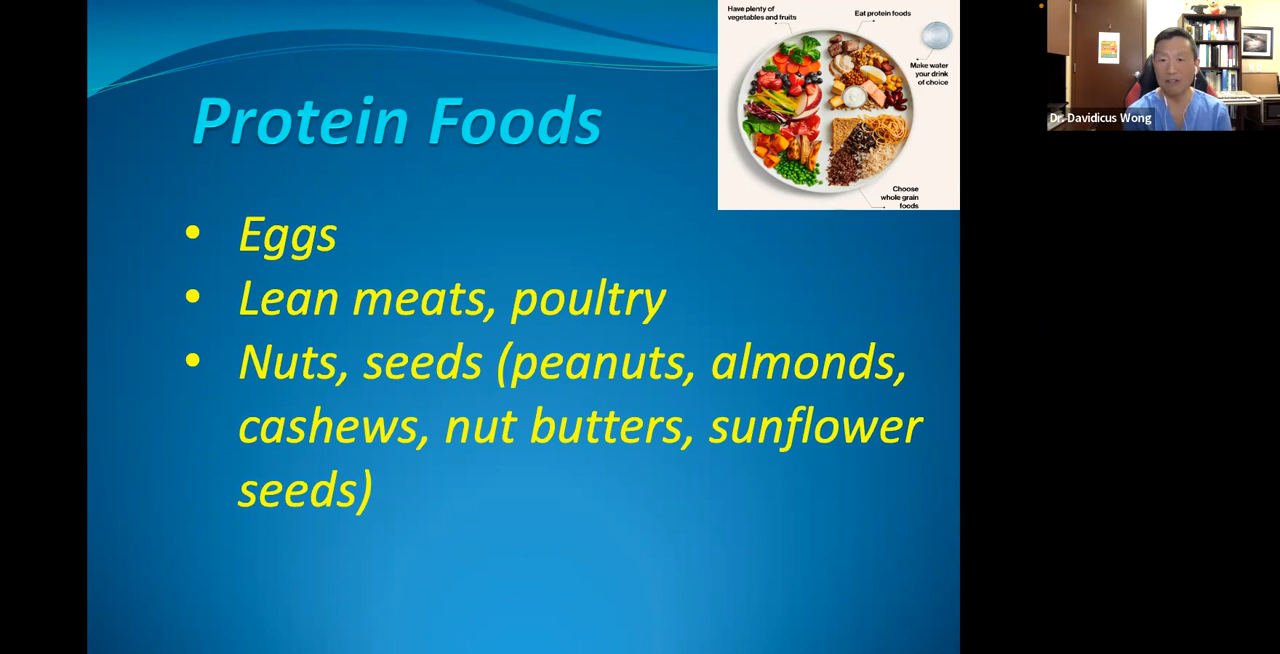 Have plenty of
vegetables and fruits
Eat protein foods
Make water
your drink
of choice
Choose
whole grain
foods
Protein Foods
• Eggs
• Lean meats, poultry
• Nuts, seeds (peanuts, almonds,
cashews, nut butters, sunflower
seeds)
Dr. Davidicus Wong